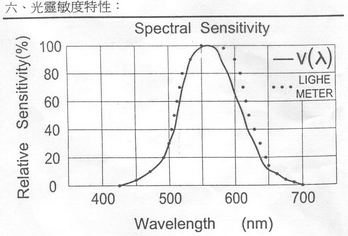 六、光靈敏度特性：
Spectral Sensitivity
Relative Sensitivity(%)
100
80
60
40
20
0
V(λ)
LIGHE
METER
400 500 600 700
Wavelength (nm)